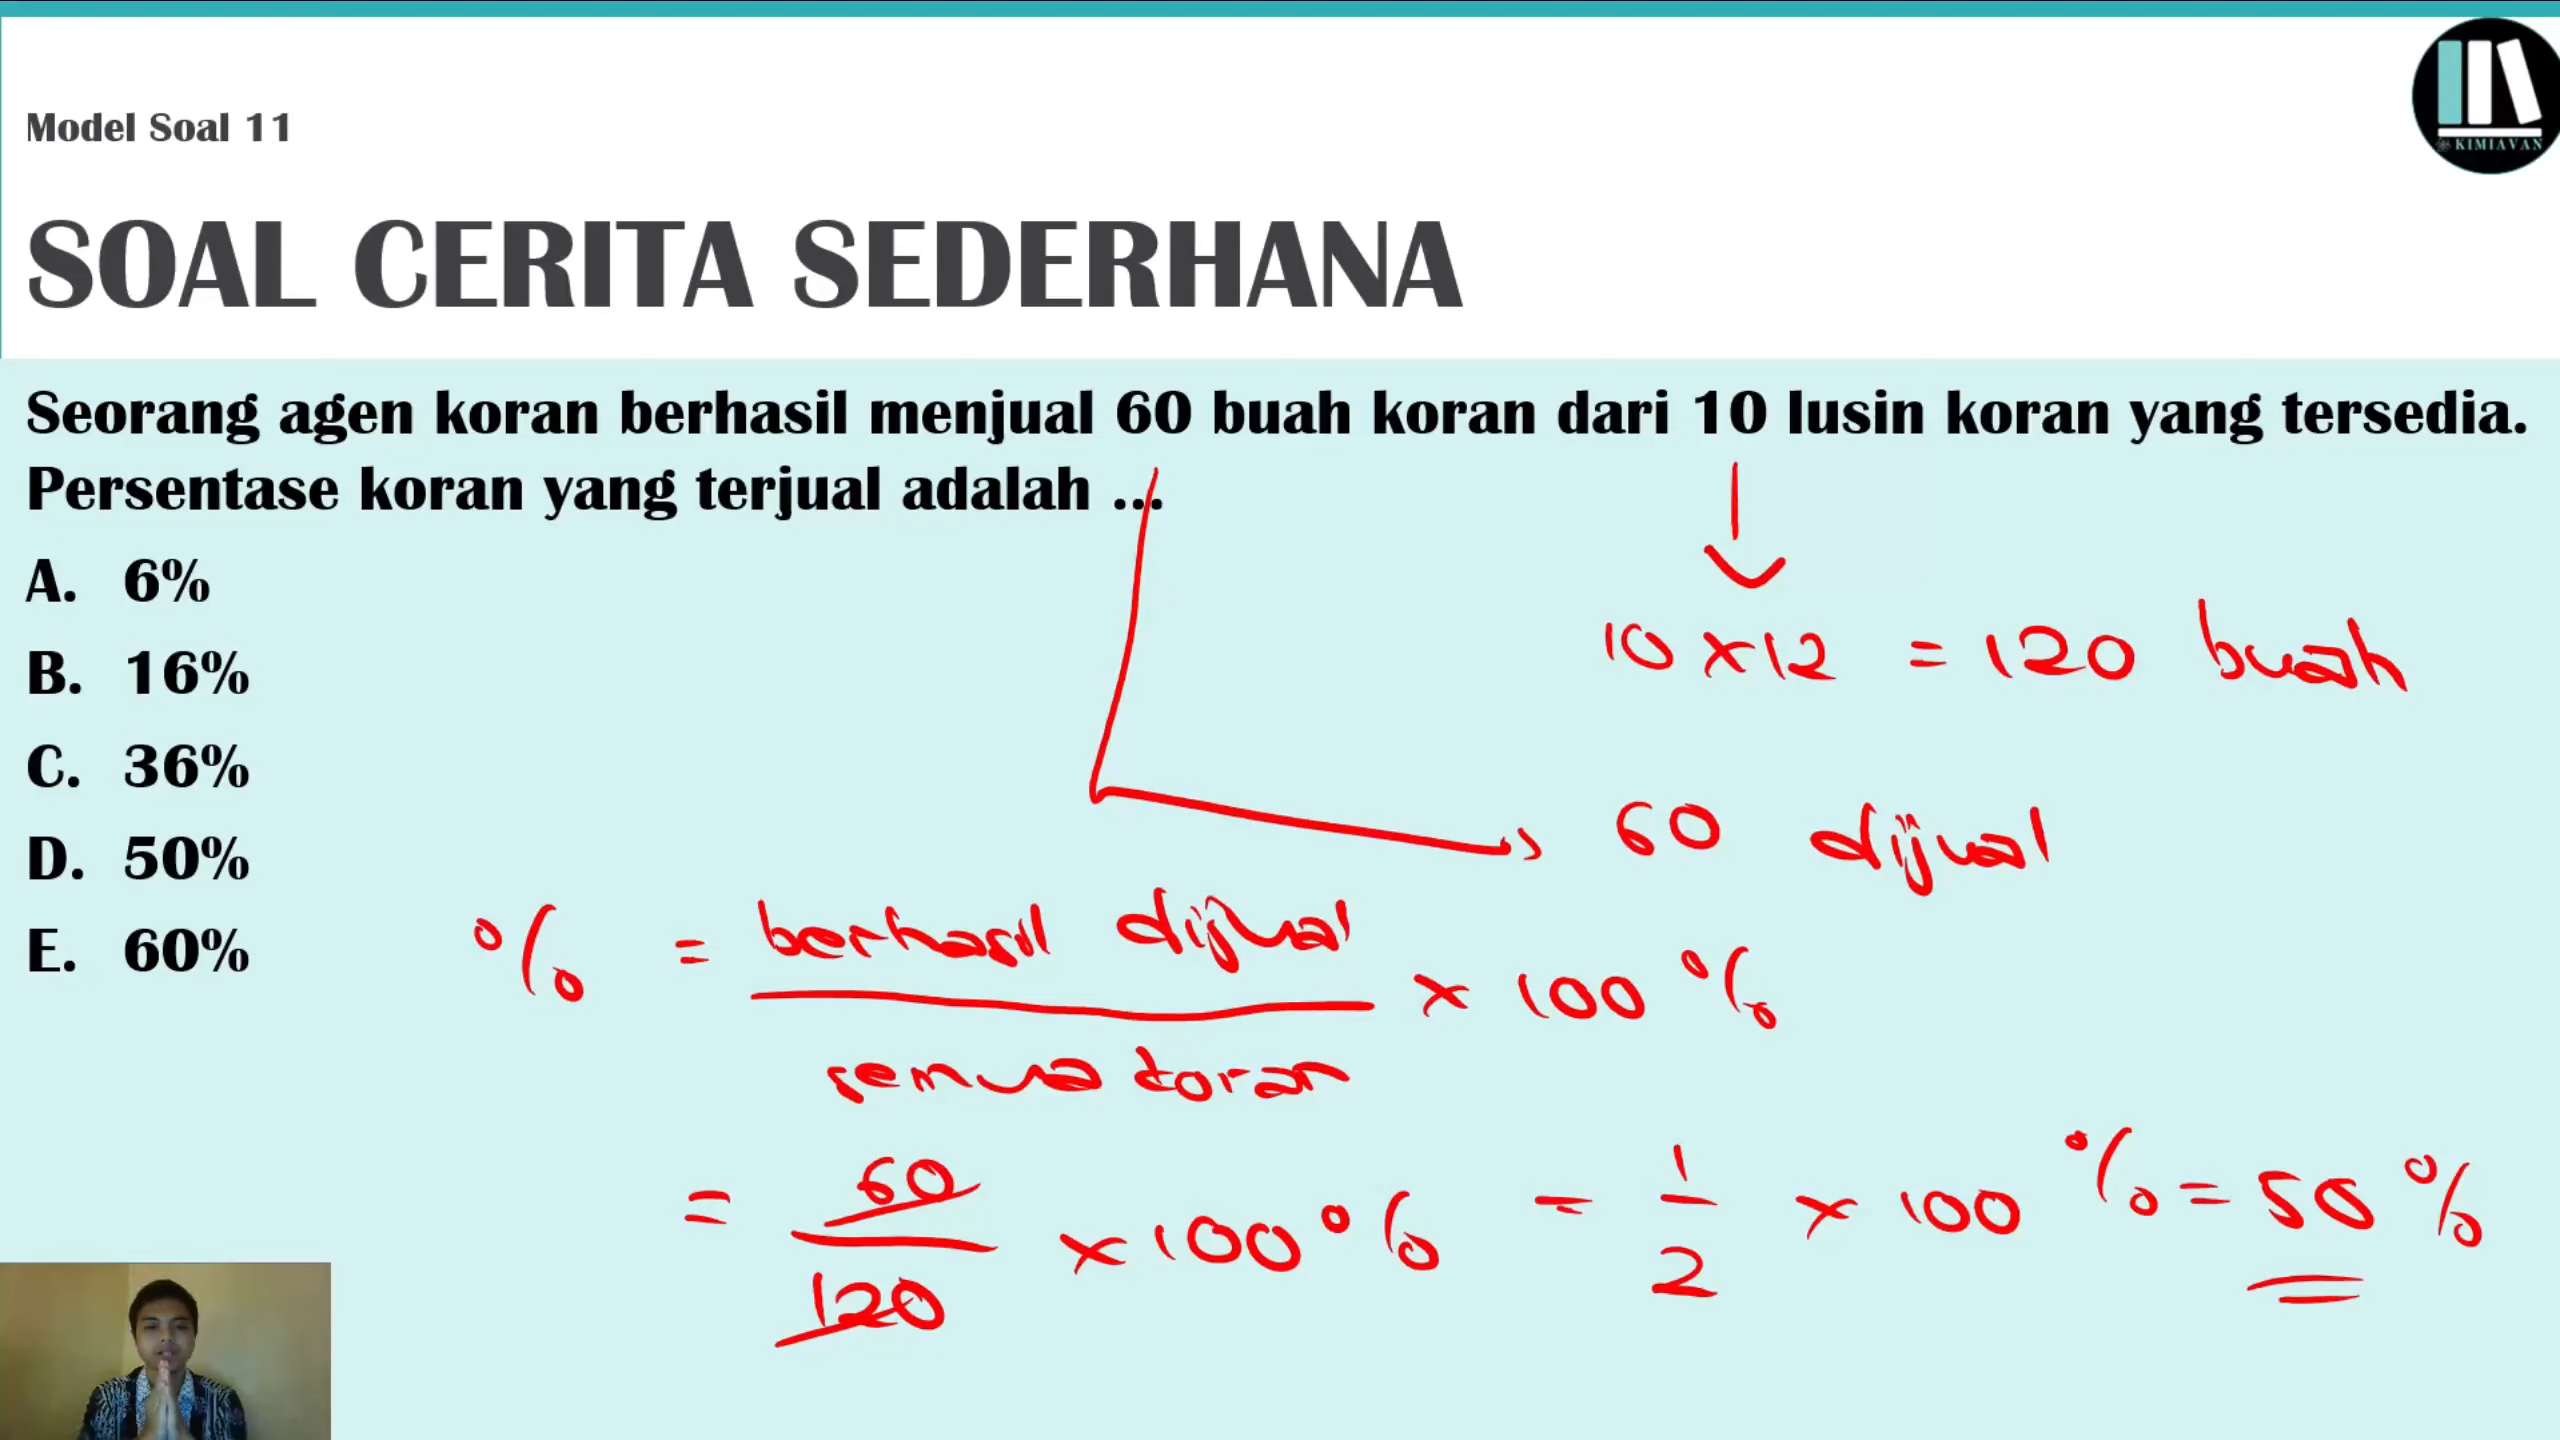 Model Soal 11
KIMIAVAN
SOAL CERITA SEDERHANA
Seorang agen koran berhasil menjual 60 buah koran dari 10 lusin koran yang tersedia.
Persentase koran yang terjual adalah ...
A. 6%
B. 16%
C. 36%
D. 50%
E. 60%
10 x 12 = 120 buah
60 dijual
% = berhasil dijual
x 100 %
semua koran
= 60/120 x 100 % = 1/2 x 100 % = 50 %